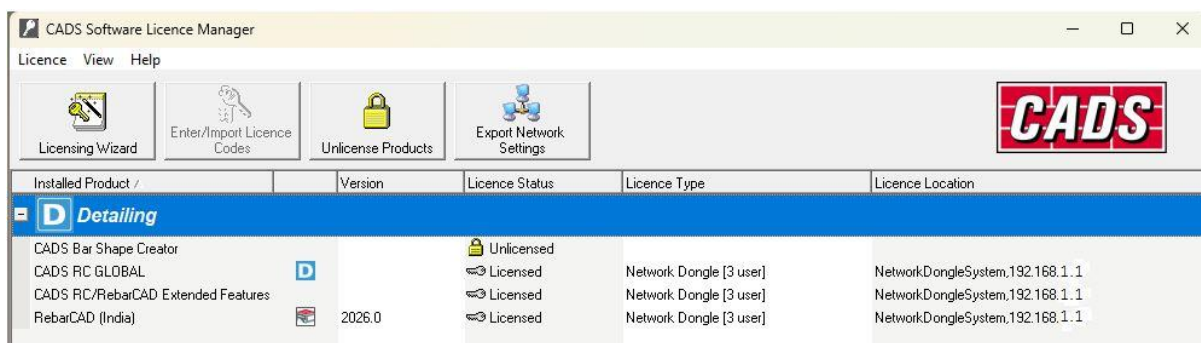 CADS Software Licence Manager
Licence View Help
Licensing Wizard
Enter/Import Licence
Codes
Unlicense Products
Export Network
Settings
CADS
Installed Product / Version Licence Status Licence Type Licence Location
D Detailing
CADS Bar Shape Creator Unlicensed
CADS RC GLOBAL D Licensed Network Dongle [3 user] NetworkDongleSystem,192.168.1.1
CADS RC/RebarCAD Extended Features Licensed Network Dongle [3 user] NetworkDongleSystem,192.168.1.1
RebarCAD (India) 2026.0 Licensed Network Dongle [3 user] NetworkDongleSystem,192.168.1.1